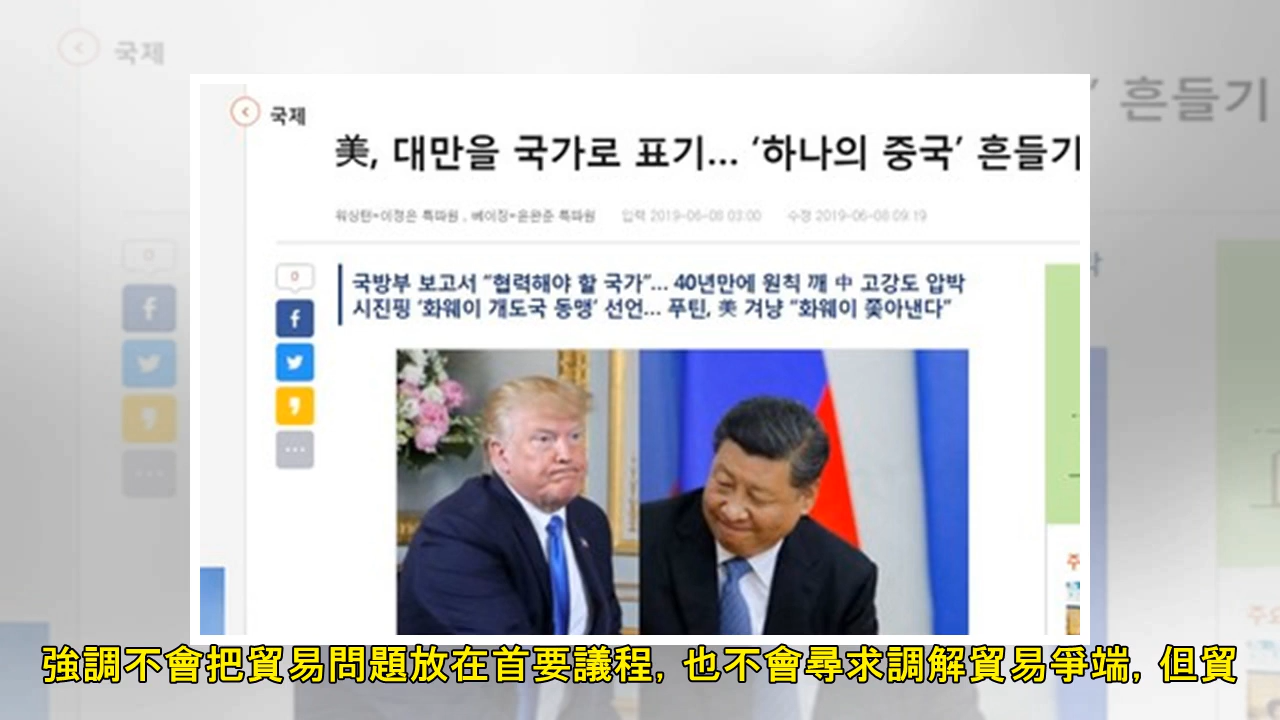 국제
美, 대만을 국가로 표기... ‘하나의 중국’ 흔들기
워싱턴=이정은 특파원 , 베이징=윤완준 특파원 입력 2019-06-08 03:00 수정 2019-06-08 09:19
0
국방부 보고서 “협력해야 할 국가”... 40년만에 원칙 깨 中 고강도 압박
시진핑 ‘화웨이 개도국 동맹’ 선언... 푸틴, 美 겨냥 “화웨이 쫓아낸다”
強調不會把貿易問題放在首要議程, 也不會尋求調解貿易爭端, 但貿